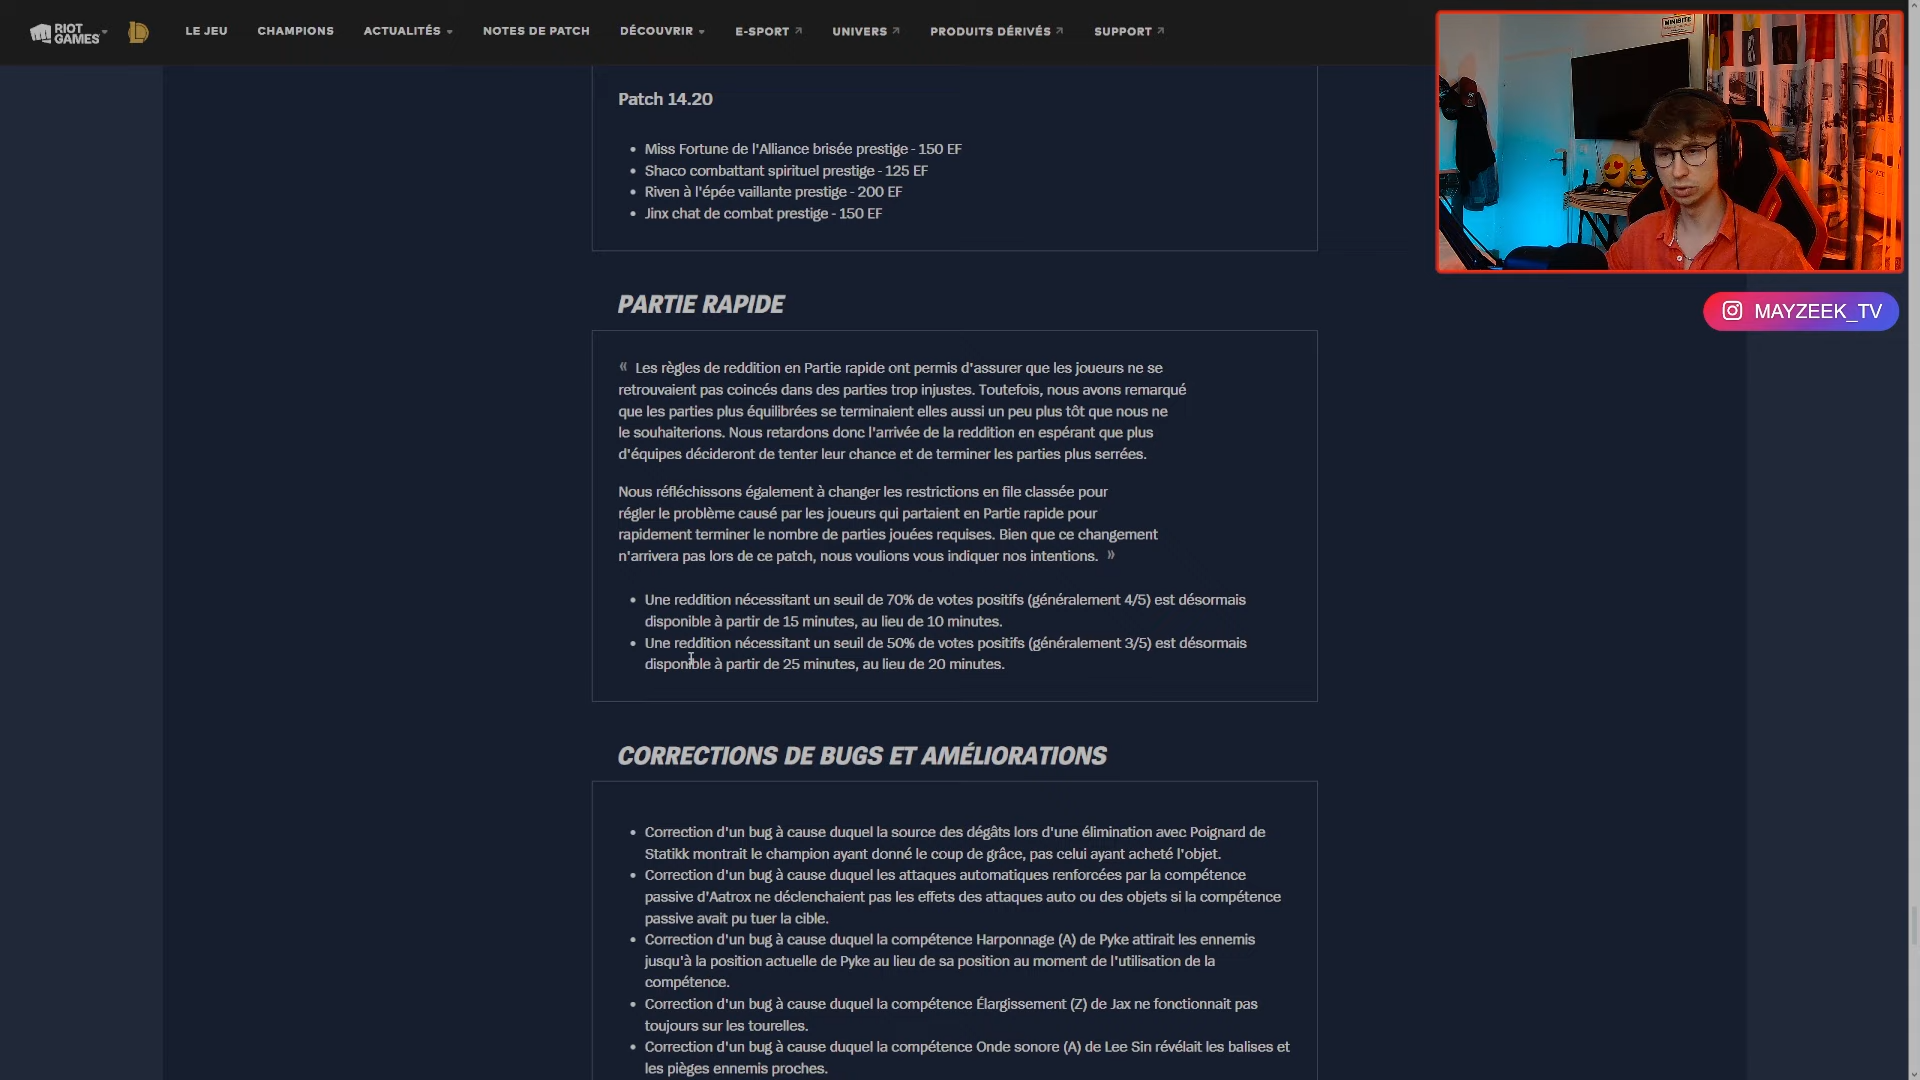 RIOT GAMES
LE JEU CHAMPIONS ACTUALITÉS NOTES DE PATCH DÉCOUVRIR E-SPORT UNIVERS PRODUITS DÉRIVÉS SUPPORT
MAYZEEK_TV
Patch 14.20
• Miss Fortune de l'Alliance brisée prestige - 150 EF
• Shaco combattant spirituel prestige - 125 EF
• Riven à l'épée vaillante prestige - 200 EF
• Jinx chat de combat prestige - 150 EF
PARTIE RAPIDE
« Les règles de reddition en Partie rapide ont permis d'assurer que les joueurs ne se
retrouvaient pas coincés dans des parties trop injustes. Toutefois, nous avons remarqué
que les parties plus équilibrées se terminaient elles aussi un peu plus tôt que nous ne
le souhaiterions. Nous retardons donc l'arrivée de la reddition en espérant que plus
d'équipes décideront de tenter leur chance et de terminer les parties plus serrées.
Nous réfléchissons également à changer les restrictions en file classée pour
régler le problème causé par les joueurs qui partaient en Partie rapide pour
rapidement terminer le nombre de parties jouées requises. Bien que ce changement
n'arrivera pas lors de ce patch, nous voulions vous indiquer nos intentions. »
• Une reddition nécessitant un seuil de 70% de votes positifs (généralement 4/5) est désormais
disponible à partir de 15 minutes, au lieu de 10 minutes.
• Une reddition nécessitant un seuil de 50% de votes positifs (généralement 3/5) est désormais
disponible à partir de 25 minutes, au lieu de 20 minutes.
CORRECTIONS DE BUGS ET AMÉLIORATIONS
• Correction d'un bug à cause duquel la source des dégâts lors d'une élimination avec Poignard de
Statikk montrait le champion ayant donné le coup de grâce, pas celui ayant acheté l'objet.
• Correction d'un bug à cause duquel les attaques automatiques renforcées par la compétence
passive d'Aatrox ne déclenchaient pas les effets des attaques auto ou des objets si la compétence
passive avait pu tuer la cible.
• Correction d'un bug à cause duquel la compétence Harponnage (A) de Pyke attirait les ennemis
jusqu'à la position actuelle de Pyke au lieu de sa position au moment de l'utilisation de la
compétence.
• Correction d'un bug à cause duquel la compétence Élargissement (Z) de Jax ne fonctionnait pas
toujours sur les tourelles.
• Correction d'un bug à cause duquel la compétence Onde sonore (A) de Lee Sin révélait les balises et
les pièges ennemis proches.